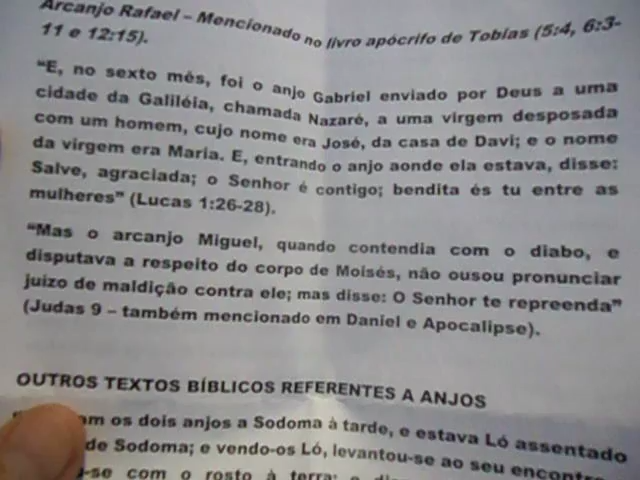 Arcanjo Rafael – Mencionado no livro apócrifo de Tobias (5:4, 6:3-
11 e 12:15).
“E, no sexto mês, foi o anjo Gabriel enviado por Deus a uma
cidade da Galiléia, chamada Nazaré, a uma virgem desposada
com um homem, cujo nome era José, da casa de Davi; e o nome
da virgem era Maria. E, entrando o anjo aonde ela estava, disse:
Salve, agraciada; o Senhor é contigo; bendita és tu entre as
mulheres” (Lucas 1:26-28).
“Mas o arcanjo Miguel, quando contendia com o diabo, e
disputava a respeito do corpo de Moisés, não ousou pronunciar
juizo de maldição contra ele; mas disse: O Senhor te repreenda”
(Judas 9 – também mencionado em Daniel e Apocalipse).
OUTROS TEXTOS BÍBLICOS REFERENTES A ANJOS
os dois anjos a Sodoma à tarde, e estava Ló assentado
de Sodoma; e vendo-os Ló, levantou-se ao seu
com o rosto à terra; e